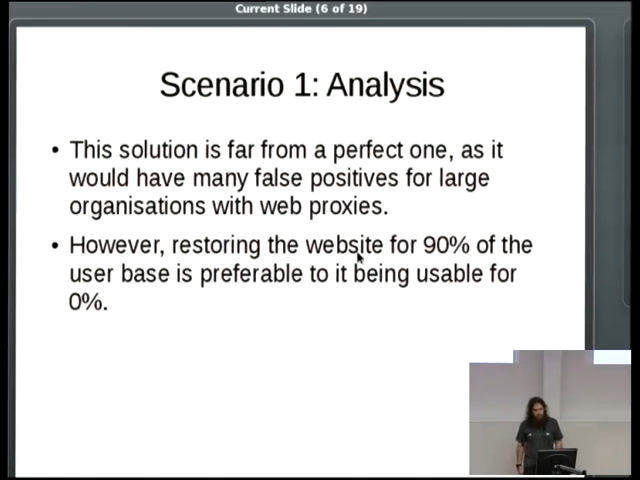 Current Slide (6 of 19)
Scenario 1: Analysis
• This solution is far from a perfect one, as it
would have many false positives for large
organisations with web proxies.
• However, restoring the website for 90% of the
user base is preferable to it being usable for
0%.